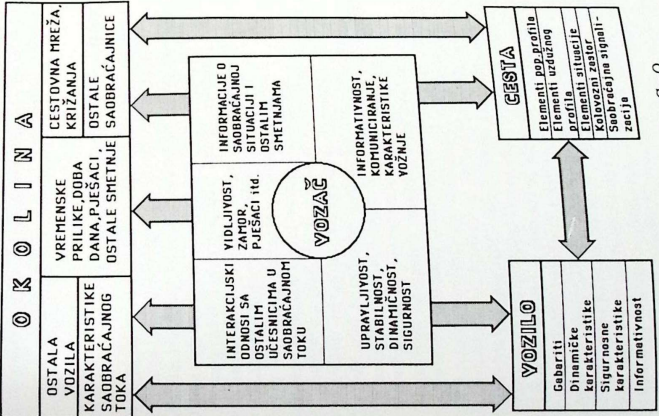 OKOLINA
OSTALA
VOZILA
KARAKTERISTIKE
SAOBRAĆAJNOG
TOKA
VREMENSKE
PRILIKE, DOBA
DANA, PJEŠACI,
OSTALE SMETNJE
CESTOVNA MREŽA,
KRIŽANJA
OSTALE
SAOBRAĆAJNICE
INTERAKCIJSKI
ODNOSI SA
OSTALIM
UČESNICIMA U
SAOBRAĆAJNOM
TOKU
VIDLJIVOST,
ZAMOR,
PJEŠACI itd.
INFORMACIJE O
SAOBRAĆAJNOJ
SITUACIJI I
OSTALIM
SMETNJAMA
VOZAČ
UPRAVLJIVOST,
STABILNOST,
DINAMIČNOST,
SIGURNOST
INFORMATIVNOST,
KOMUNICIRANJE,
KARAKTERISTIKE
VOŽNJE
VOZILO
Gabariti
Dinamičke
karakteristike
Sigurnosne
karakteristike
Informativnost
CESTA
Elementi pop.profila
Elementi uzdužnog
profila
Elementi situacije
Kolovozni zastor
Saobraćajna signali-
zacija